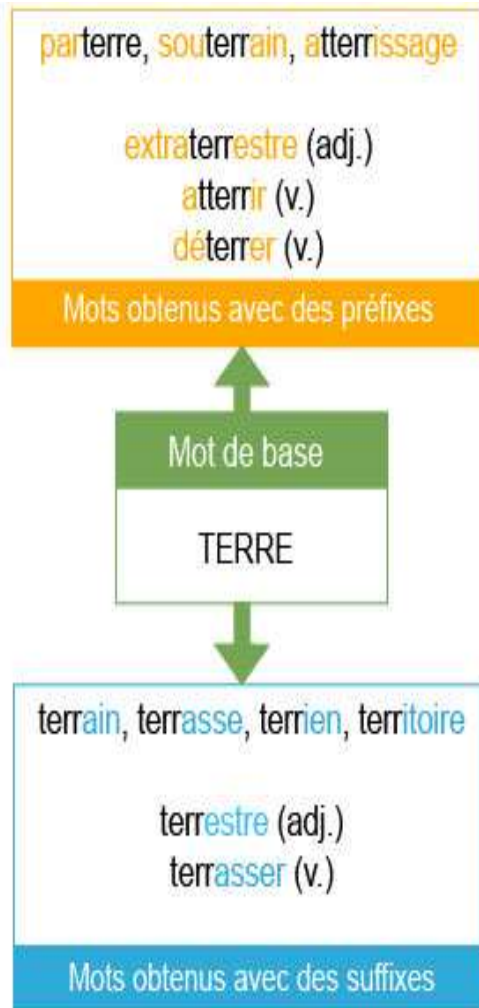 parterre, souterrain, atterrissage
extraterrestre (adj.)
atterrir (v.)
déterrer (v.)
Mots obtenus avec des préfixes
Mot de base
TERRE
terrain, terrasse, terrien, territoire
terrestre (adj.)
terrasser (v.)
Mots obtenus avec des suffixes